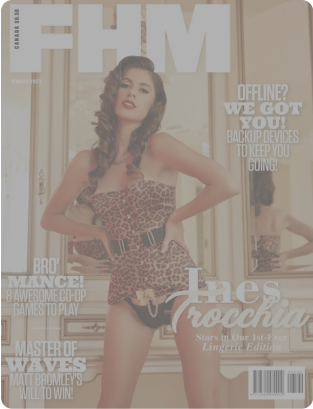 CANADA $8.50
FHM
OFFLINE?
WE GOT
YOU!
BACKUP DEVICES
TO KEEP YOU
GOING!
BRO'
MANCE!
8 AWESOME CO-OP
GAMES TO PLAY
Ines
Trocchia
Stars in Our 1st-Ever
Lingerie Edition
MASTER OF
WAVES
MATT BROMLEY'S
WILL TO WIN!